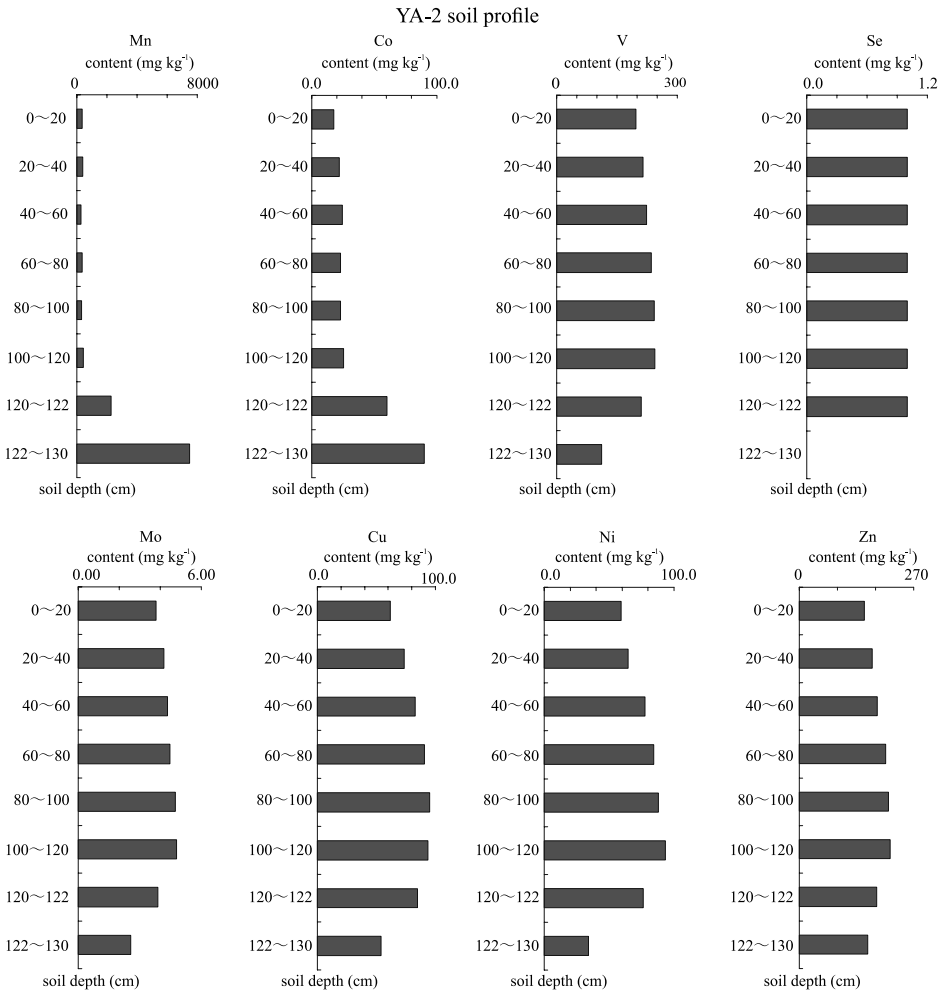 YA-2 soil profile
Mn
content (mg kg⁻¹)
0 8000
0～20
20～40
40～60
60～80
80～100
100～120
120～122
122～130
soil depth (cm)
Co
content (mg kg⁻¹)
0.0 100.0
0～20
20～40
40～60
60～80
80～100
100～120
120～122
122～130
soil depth (cm)
V
content (mg kg⁻¹)
0 300
0～20
20～40
40～60
60～80
80～100
100～120
120～122
122～130
soil depth (cm)
Se
content (mg kg⁻¹)
0.0 1.2
0～20
20～40
40～60
60～80
80～100
100～120
120～122
122～130
soil depth (cm)
Mo
content (mg kg⁻¹)
0.00 6.00
0～20
20～40
40～60
60～80
80～100
100～120
120～122
122～130
soil depth (cm)
Cu
content (mg kg⁻¹)
0.0 100.0
0～20
20～40
40～60
60～80
80～100
100～120
120～122
122～130
soil depth (cm)
Ni
content (mg kg⁻¹)
0.0 100.0
0～20
20～40
40～60
60～80
80～100
100～120
120～122
122～130
soil depth (cm)
Zn
content (mg kg⁻¹)
0 270
0～20
20～40
40～60
60～80
80～100
100～120
120～122
122～130
soil depth (cm)